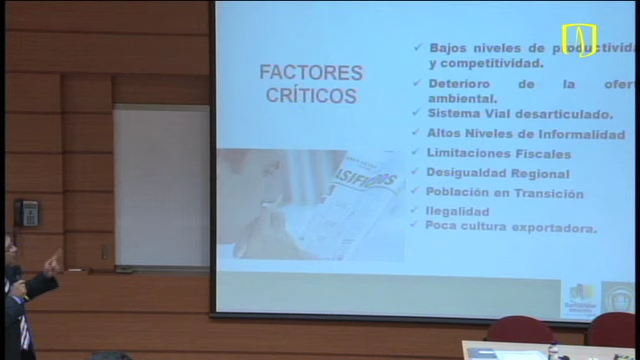 FACTORES
CRÍTICOS
✓ Bajos niveles de productivida
y competitividad.
✓ Deterioro de la ofert
ambiental.
✓ Sistema Vial desarticulado.
✓ Altos Niveles de Informalidad
✓ Limitaciones Fiscales
✓ Desigualdad Regional
✓ Población en Transición
✓ Ilegalidad
✓ Poca cultura exportadora.